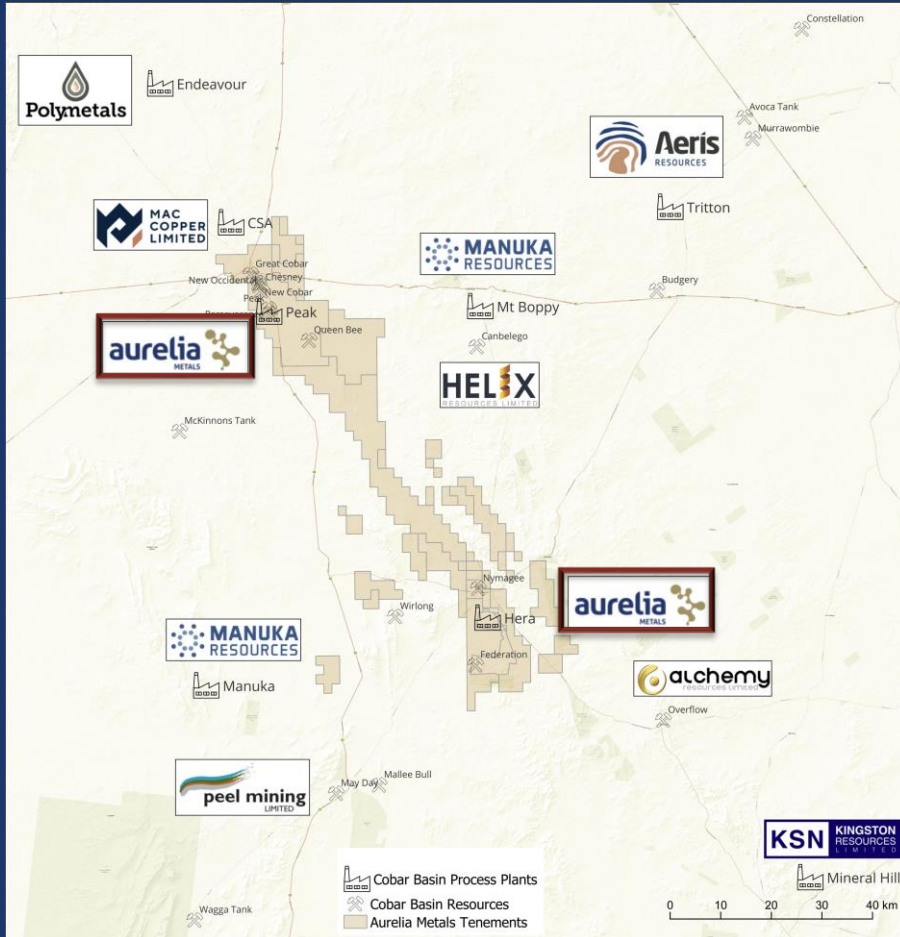 Constellation
Polymetals
Endeavour
Avoca Tank
Murrawombie
Aeris
RESOURCES
Tritton
MAC
COPPER
LIMITED
CSA
MANUKA
RESOURCES
Great Cobar
New Occidental
Chesney
New Cobar
Peak
Peak
Budgery
Mt Boppy
Queen Bee
Canbelego
aurelia
METALS
HELIX
RESOURCES LIMITED
McKinnons Tank
Nymagee
Wirlong
Hera
aurelia
METALS
MANUKA
RESOURCES
Federation
Manuka
alchemy
resources limited
Overflow
peel mining
LIMITED
May Day
Mallee Bull
KSN KINGSTON
RESOURCES
LIMITED
Mineral Hill
Cobar Basin Process Plants
Cobar Basin Resources
Aurelia Metals Tenements
Wagga Tank
0 10 20 30 40 km